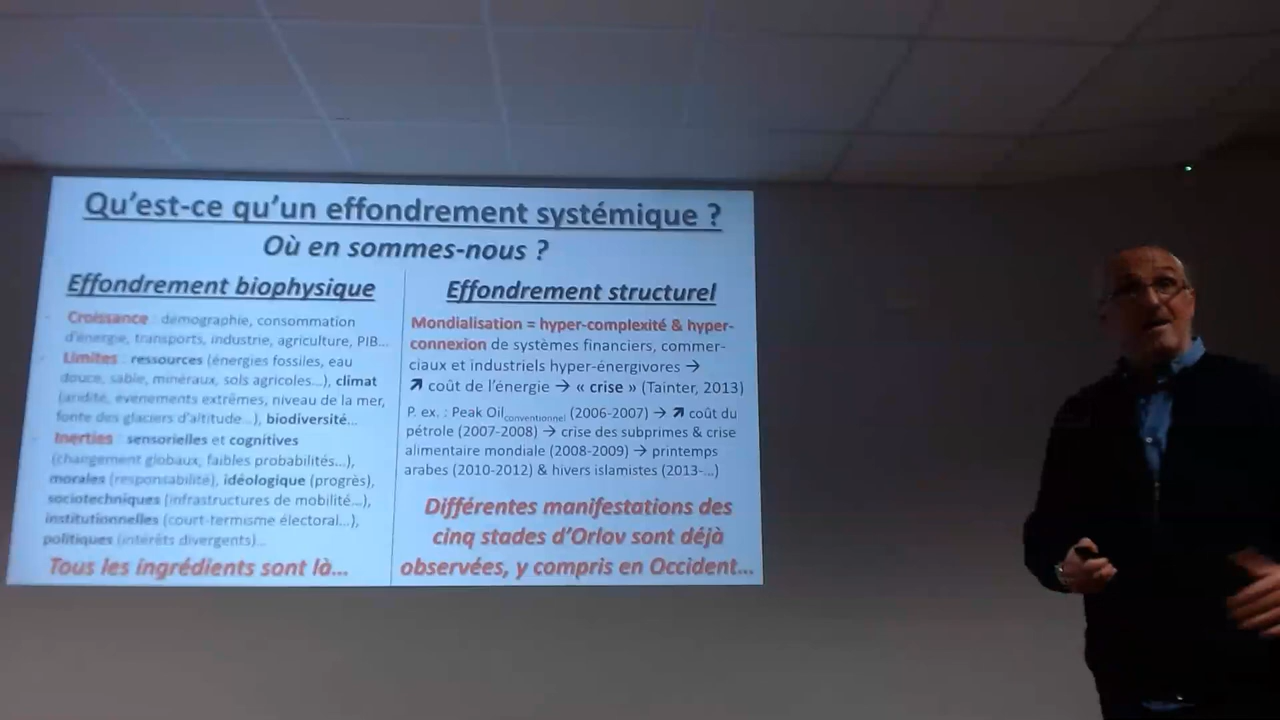 Qu'est-ce qu'un effondrement systémique ?
Où en sommes-nous ?
Effondrement biophysique
- Croissance : démographie, consommation
d'énergie, transports, industrie, agriculture, PIB...
- Limites : ressources (énergies fossiles, eau
douce, sable, minéraux, sols agricoles...), climat
(aridité, évènements extrêmes, niveau de la mer,
fonte des glaciers d'altitude...), biodiversité...
- Inerties : sensorielles et cognitives
(changement globaux, faibles probabilités...),
morales (responsabilité), idéologique (progrès),
sociotechniques (infrastructures de mobilité...),
institutionnelles (court-termisme électoral...),
politiques (intérêts divergents)...
Tous les ingrédients sont là...
Effondrement structurel
Mondialisation = hyper-complexité & hyper-
connexion de systèmes financiers, commer-
ciaux et industriels hyper-énergivores →
↗ coût de l'énergie → « crise » (Tainter, 2013)
P. ex. : Peak Oil conventionnel (2006-2007) → ↗ coût du
pétrole (2007-2008) → crise des subprimes & crise
alimentaire mondiale (2008-2009) → printemps
arabes (2010-2012) & hivers islamistes (2013-...)
Différentes manifestations des
cinq stades d'Orlov sont déjà
observées, y compris en Occident...